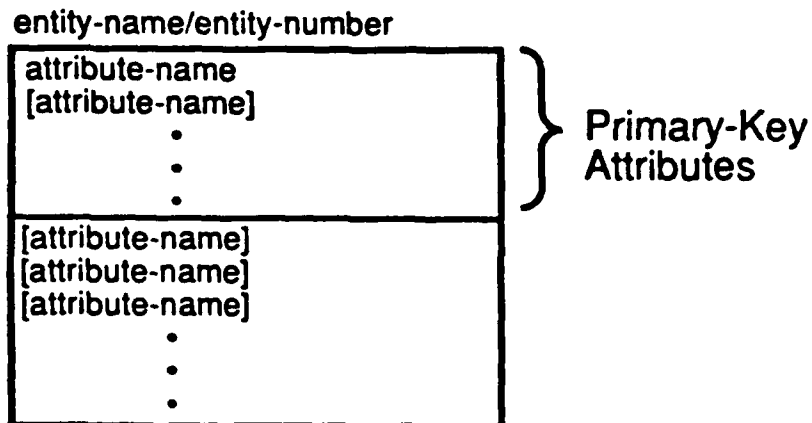 entity-name/entity-number
attribute-name
[attribute-name]
Primary-Key
Attributes
[attribute-name]
[attribute-name]
[attribute-name]